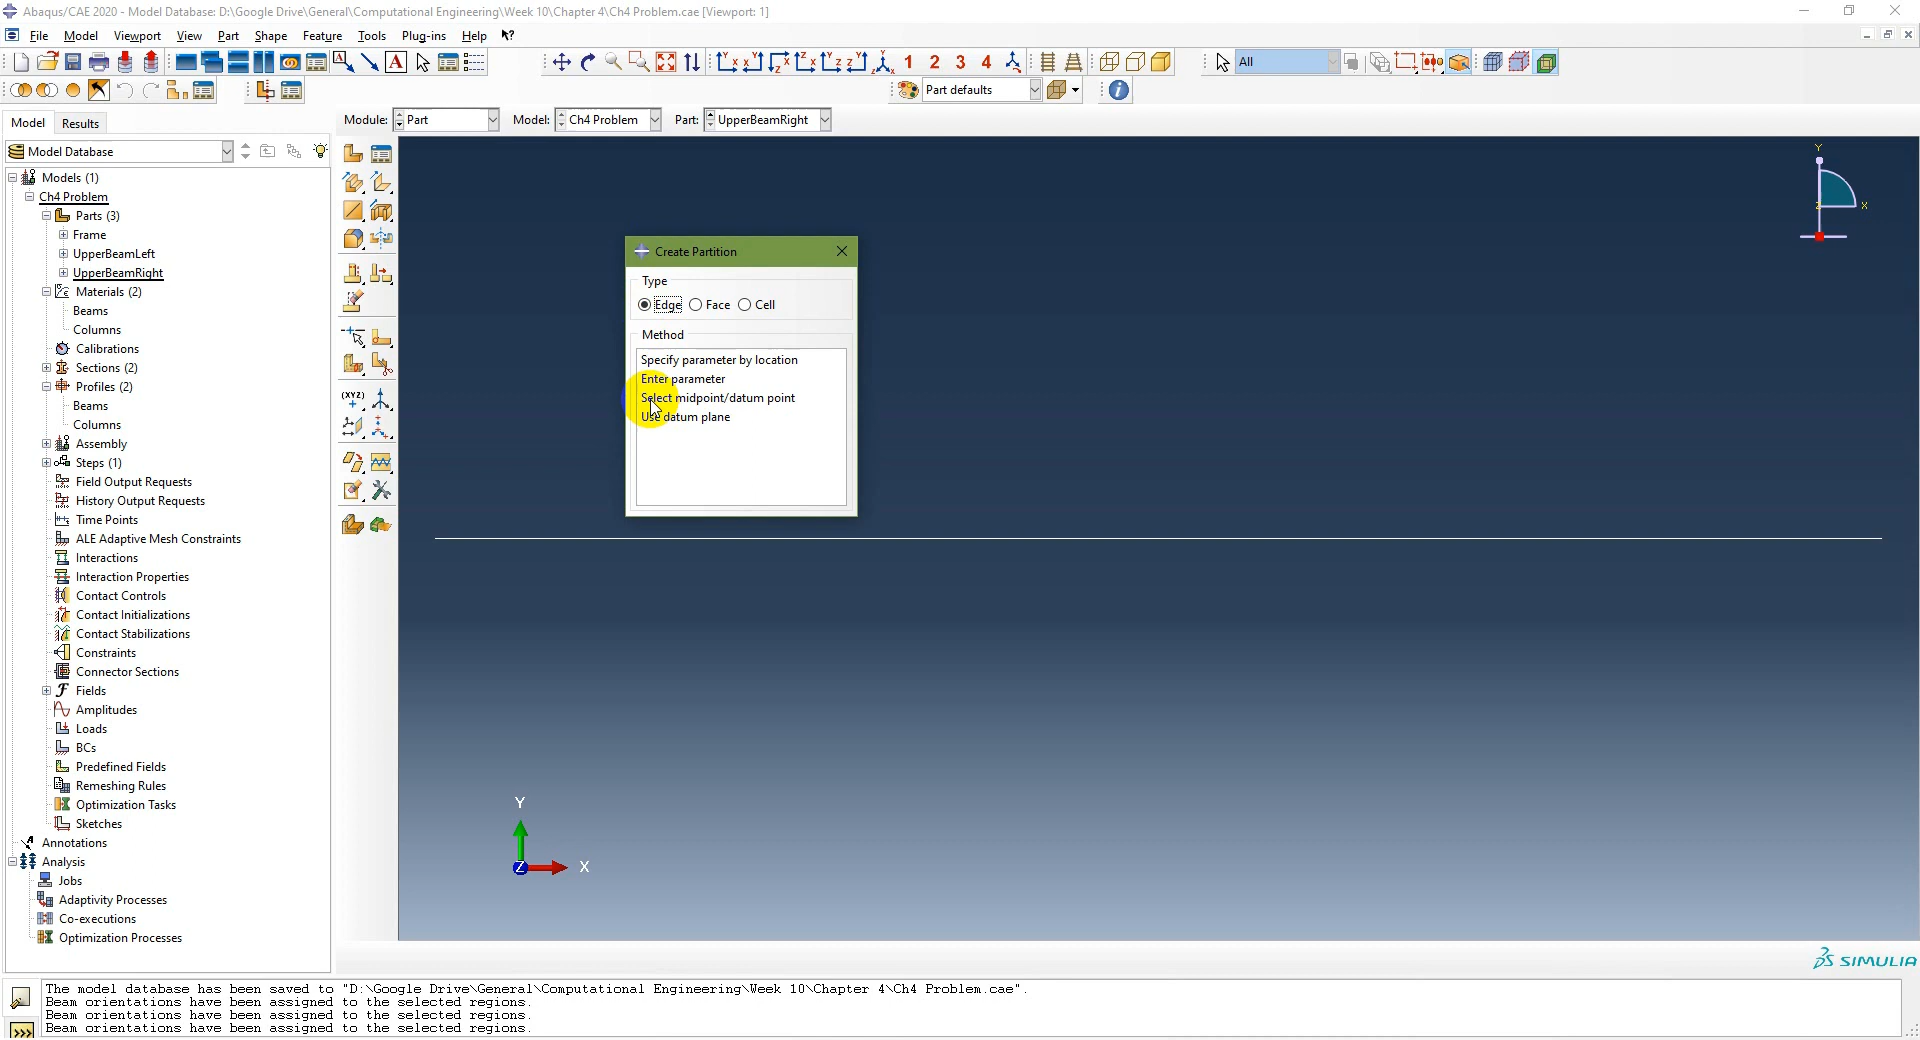 Abaqus/CAE 2020 - Model Database: D:\Google Drive\General\Computational Engineering\Week 10\Chapter 4\Ch4 Problem.cae [Viewport: 1]
File Model Viewport View Part Shape Feature Tools Plug-ins Help
1 2 3 4 All
Part defaults
Model Results
Module: Part Model: Ch4 Problem Part: UpperBeamRight
Model Database
Models (1)
Ch4 Problem
Parts (3)
Frame
UpperBeamLeft
UpperBeamRight
Materials (2)
Beams
Columns
Calibrations
Sections (2)
Profiles (2)
Beams
Columns
Assembly
Steps (1)
Field Output Requests
History Output Requests
Time Points
ALE Adaptive Mesh Constraints
Interactions
Interaction Properties
Contact Controls
Contact Initializations
Contact Stabilizations
Constraints
Connector Sections
Fields
Amplitudes
Loads
BCs
Predefined Fields
Remeshing Rules
Optimization Tasks
Sketches
Annotations
Analysis
Jobs
Adaptivity Processes
Co-executions
Optimization Processes
(XYZ)
Create Partition
Type
Edge Face Cell
Method
Specify parameter by location
Enter parameter
Select midpoint/datum point
Use datum plane
Y
Z X
Y
Z X
SIMULIA
The model database has been saved to "D:\Google Drive\General\Computational Engineering\Week 10\Chapter 4\Ch4 Problem.cae".
Beam orientations have been assigned to the selected regions.
Beam orientations have been assigned to the selected regions.
Beam orientations have been assigned to the selected regions.
>>>